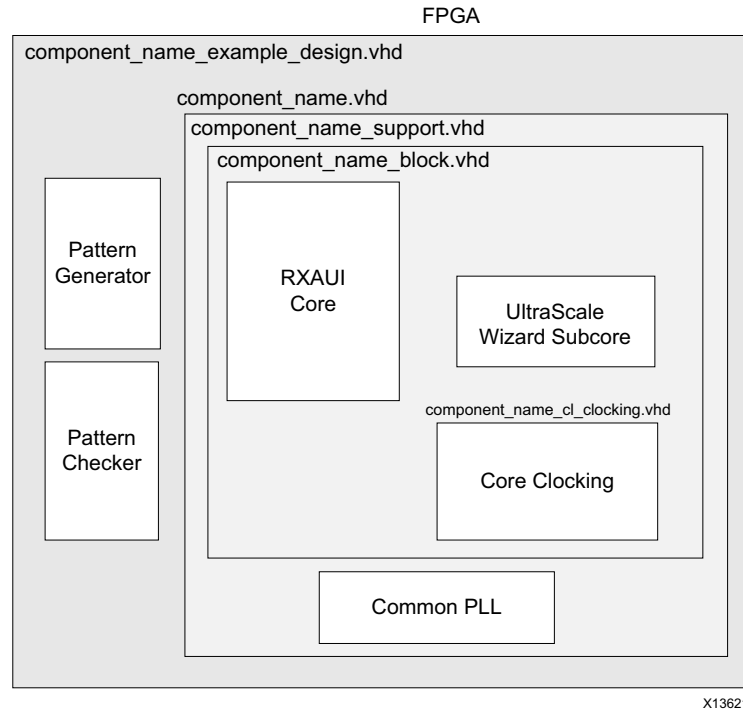 FPGA
component_name_example_design.vhd
component_name.vhd
component_name_support.vhd
component_name_block.vhd
Pattern
Generator
RXAUI
Core
UltraScale
Wizard Subcore
Pattern
Checker
component_name_cl_clocking.vhd
Core Clocking
Common PLL
X1362